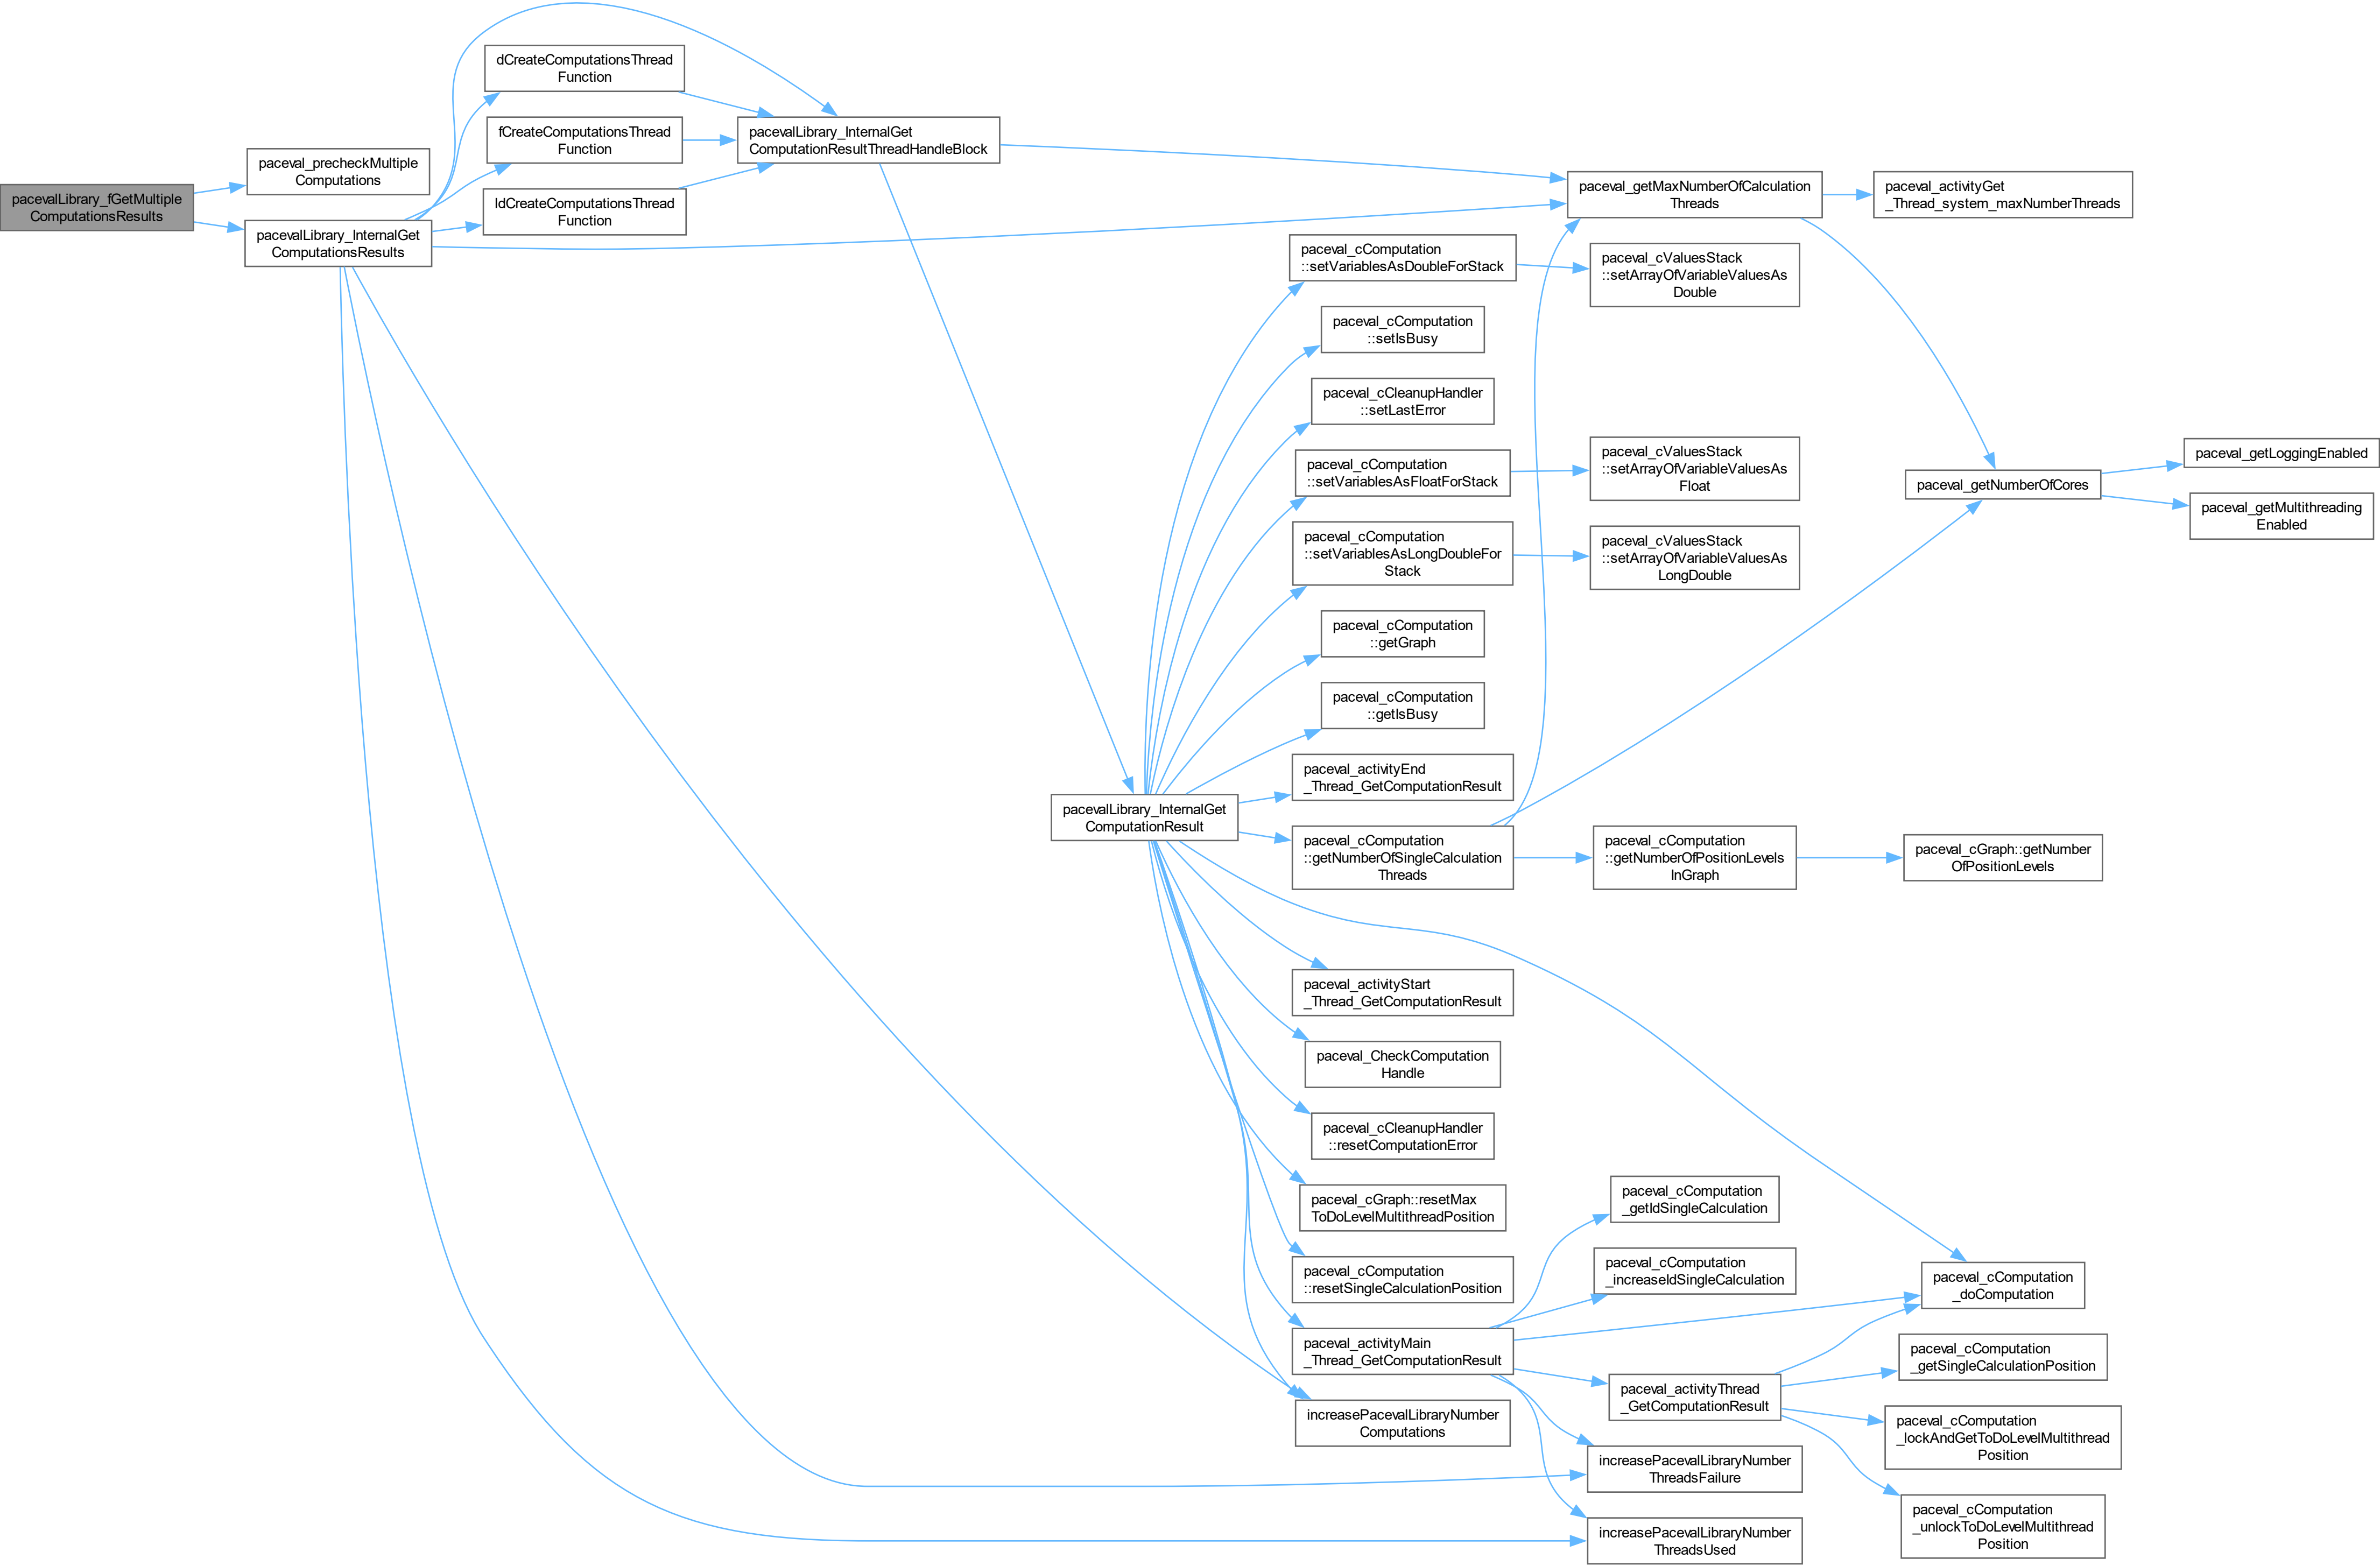 pacevalLibrary_fGetMultiple
ComputationsResults
paceval_precheckMultiple
Computations
pacevalLibrary_InternalGet
ComputationsResults
dCreateComputationsThread
Function
fCreateComputationsThread
Function
ldCreateComputationsThread
Function
pacevalLibrary_InternalGet
ComputationResultThreadHandleBlock
pacevalLibrary_InternalGet
ComputationResult
paceval_cComputation
::setVariablesAsDoubleForStack
paceval_cComputation
::setIsBusy
paceval_cCleanupHandler
::setLastError
paceval_cComputation
::setVariablesAsFloatForStack
paceval_cComputation
::setVariablesAsLongDoubleFor
Stack
paceval_cComputation
::getGraph
paceval_cComputation
::getIsBusy
paceval_activityEnd
_Thread_GetComputationResult
paceval_cComputation
::getNumberOfSingleCalculation
Threads
paceval_activityStart
_Thread_GetComputationResult
paceval_CheckComputation
Handle
paceval_cCleanupHandler
::resetComputationError
paceval_cGraph::resetMax
ToDoLevelMultithreadPosition
paceval_cComputation
::resetSingleCalculationPosition
paceval_activityMain
_Thread_GetComputationResult
increasePacevalLibraryNumber
Computations
paceval_getMaxNumberOfCalculation
Threads
paceval_cValuesStack
::setArrayOfVariableValuesAs
Double
paceval_cValuesStack
::setArrayOfVariableValuesAs
Float
paceval_cValuesStack
::setArrayOfVariableValuesAs
LongDouble
paceval_cComputation
::getNumberOfPositionLevels
InGraph
paceval_cComputation
_getIdSingleCalculation
paceval_cComputation
_increaseIdSingleCalculation
paceval_activityThread
_GetComputationResult
increasePacevalLibraryNumber
ThreadsFailure
increasePacevalLibraryNumber
ThreadsUsed
paceval_activityGet
_Thread_system_maxNumberThreads
paceval_getNumberOfCores
paceval_cGraph::getNumber
OfPositionLevels
paceval_cComputation
_doComputation
paceval_cComputation
_getSingleCalculationPosition
paceval_cComputation
_lockAndGetToDoLevelMultithread
Position
paceval_cComputation
_unlockToDoLevelMultithread
Position
paceval_getLoggingEnabled
paceval_getMultithreading
Enabled